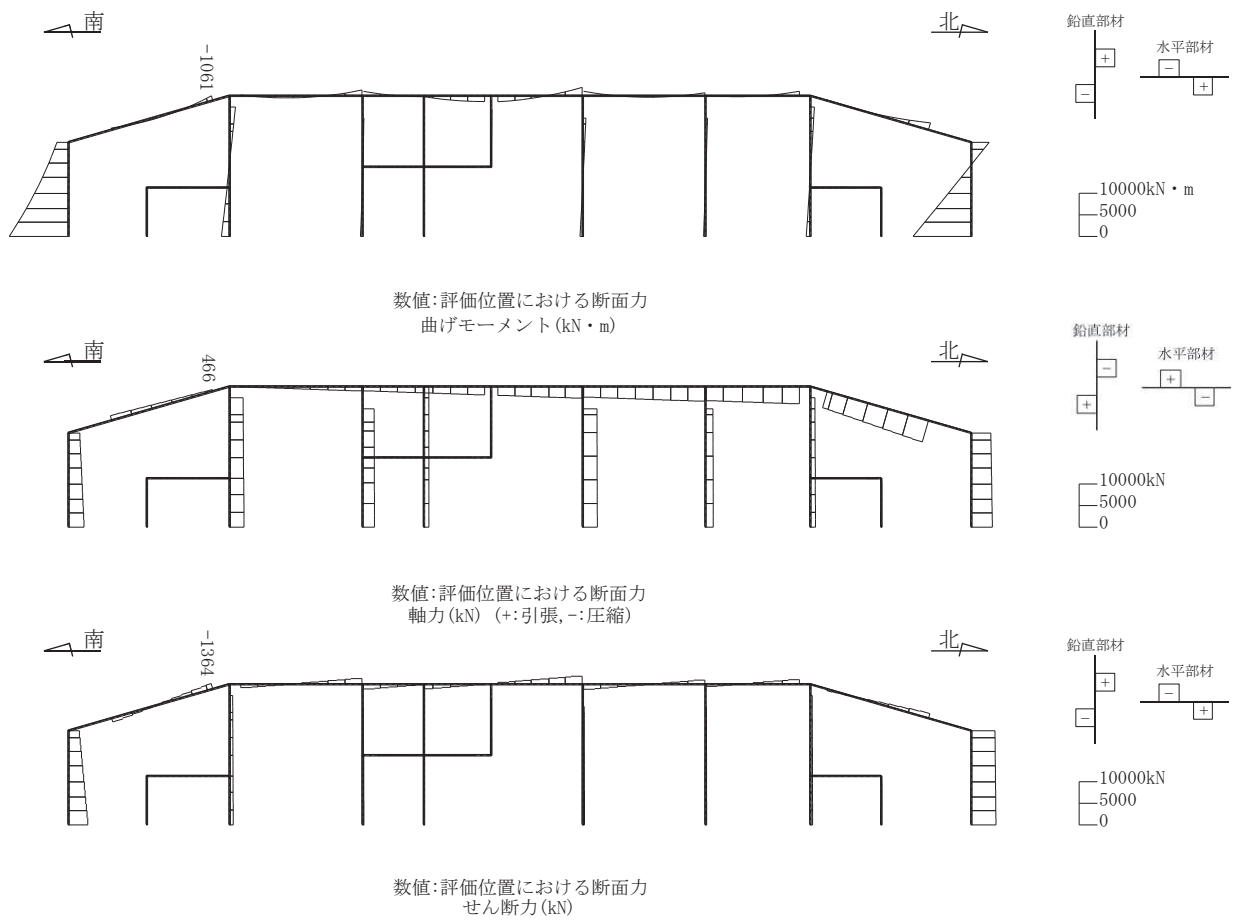 南
北
鉛直部材
+
-
水平部材
-
+
-1061
10000kN・m
5000
0
数値:評価位置における断面力
曲げモーメント(kN・m)
南
北
鉛直部材
-
+
水平部材
+
-
466
10000kN
5000
0
数値:評価位置における断面力
軸力(kN) (+:引張,-:圧縮)
南
北
鉛直部材
+
-
水平部材
-
+
-1364
10000kN
5000
0
数値:評価位置における断面力
せん断力(kN)